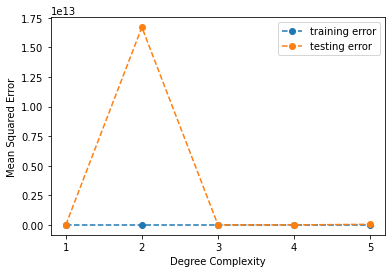 1e13
1.75
1.50
1.25
1.00
0.75
0.50
0.25
0.00
Mean Squared Error
training error
testing error
1 2 3 4 5
Degree Complexity